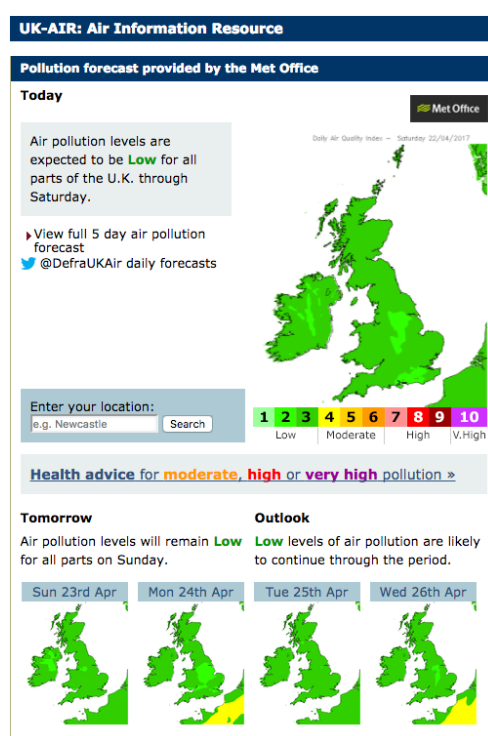 UK-AIR: Air Information Resource
Pollution forecast provided by the Met Office
Today
Met Office
Daily Air Quality Index - Saturday 22/04/2017
Air pollution levels are
expected to be Low for all
parts of the U.K. through
Saturday.
View full 5 day air pollution
forecast
@DefraUKAir daily forecasts
Enter your location:
e.g. Newcastle Search
1 2 3 4 5 6 7 8 9 10
Low Moderate High V.High
Health advice for moderate, high or very high pollution »
Tomorrow
Air pollution levels will remain Low
for all parts on Sunday.
Outlook
Low levels of air pollution are likely
to continue through the period.
Sun 23rd Apr Mon 24th Apr Tue 25th Apr Wed 26th Apr